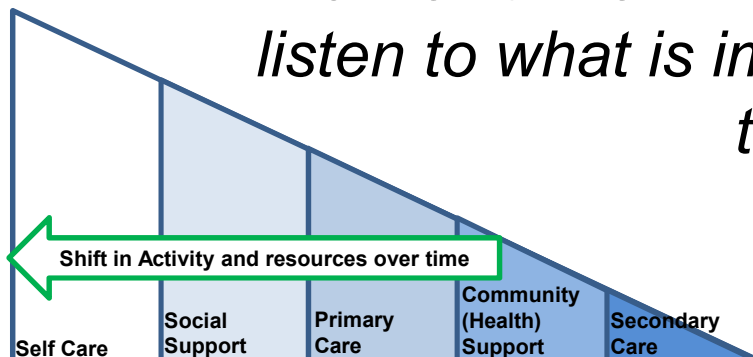 listen to what is
Shift in Activity and resources over time
Self Care
Social
Support
Primary
Care
Community
(Health)
Support
Secondary
Care